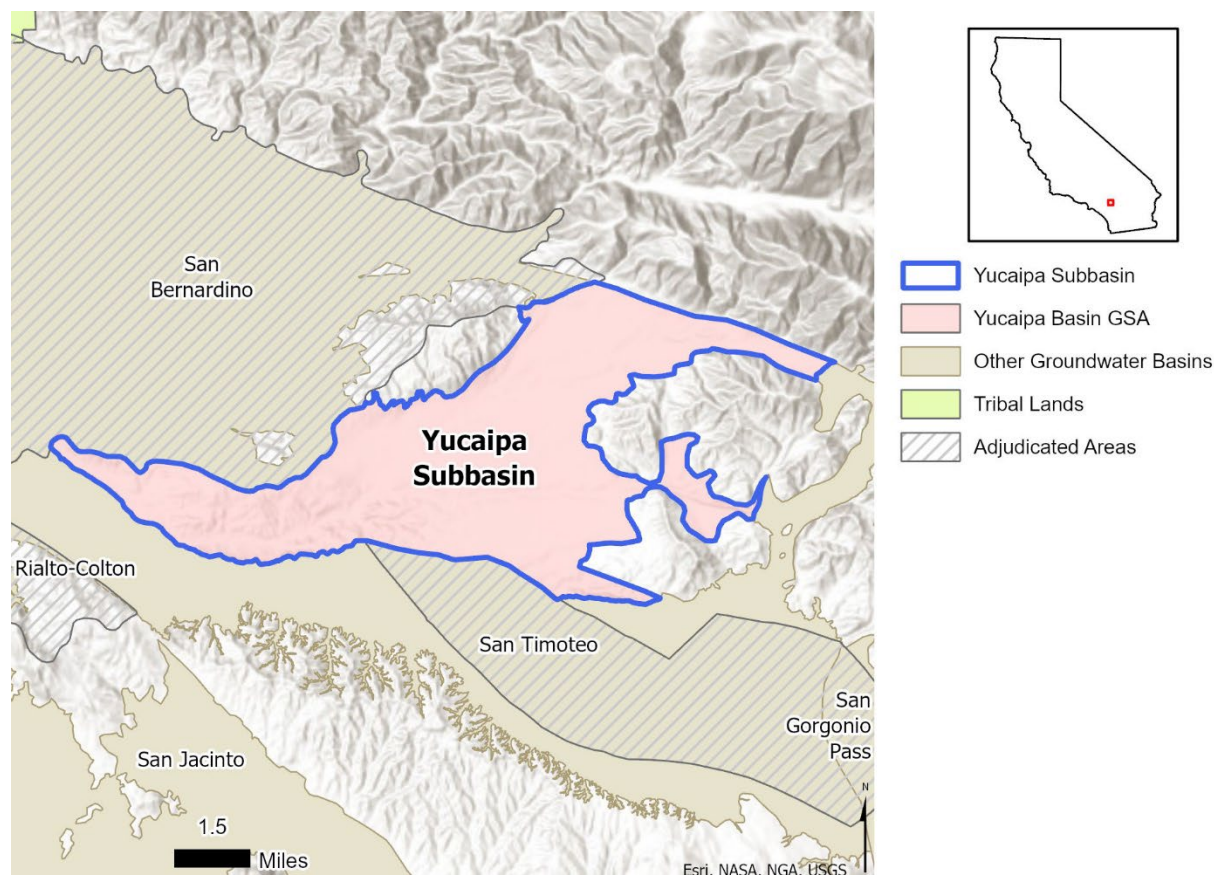 San
Bernardino
Yucaipa
Subbasin
Rialto-Colton
San Timoteo
San
Gorgonio
Pass
San Jacinto
N
1.5
Miles
Esri, NASA, NGA, USGS
Yucaipa Subbasin
Yucaipa Basin GSA
Other Groundwater Basins
Tribal Lands
Adjudicated Areas